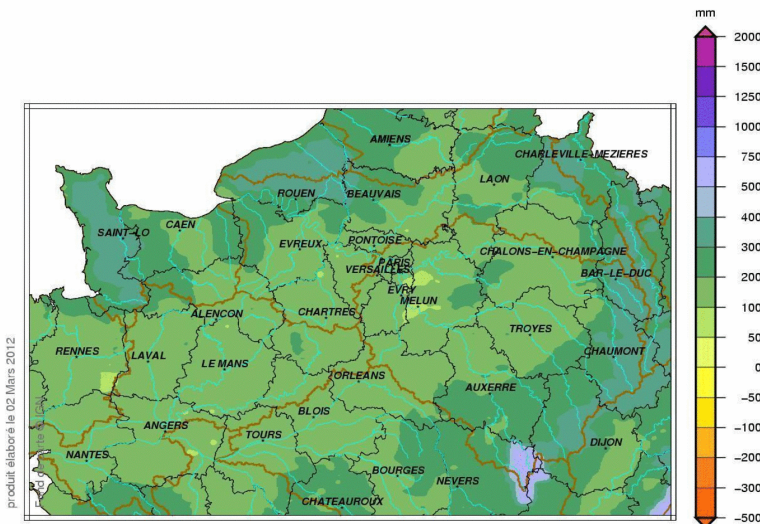 mm
2000
1500
1250
1000
750
500
400
300
200
100
50
0
-50
-100
-200
-300
-500
AMIENS
CHARLEVILLE-MEZIERES
LAON
ROUEN
BEAUVAIS
SAINT-LO
CAEN
EVREUX
PONTOISE
CHALONS-EN-CHAMPAGNE
PARIS
VERSAILLES
BAR-LE-DUC
EVRY
MELUN
ALENCON
CHARTRES
TROYES
RENNES
LAVAL
LE MANS
CHAUMONT
ORLEANS
AUXERRE
BLOIS
ANGERS
TOURS
DIJON
NANTES
BOURGES
NEVERS
CHATEAUROUX
produit élaboré le 02 Mars 2012